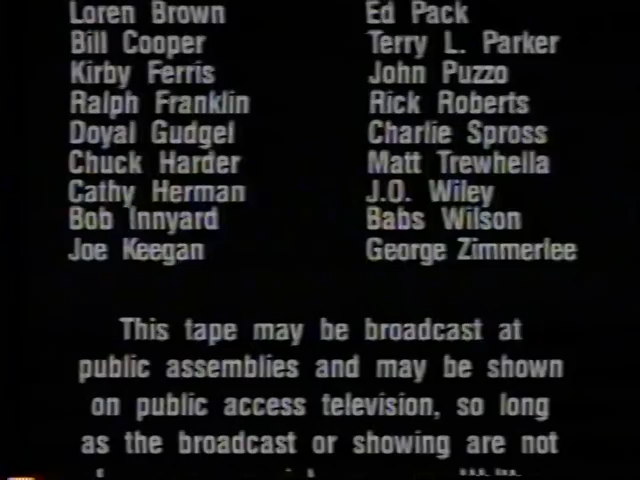 Loren Brown
Bill Cooper
Kirby Ferris
Ralph Franklin
Doyal Gudgel
Chuck Harder
Cathy Herman
Bob Innyard
Joe Keegan
Ed Pack
Terry L. Parker
John Puzzo
Rick Roberts
Charlie Spross
Matt Trewhella
J.O. Wiley
Babs Wilson
George Zimmerlee
This tape may be broadcast at
public assemblies and may be shown
on public access television, so long
as the broadcast or showing are not